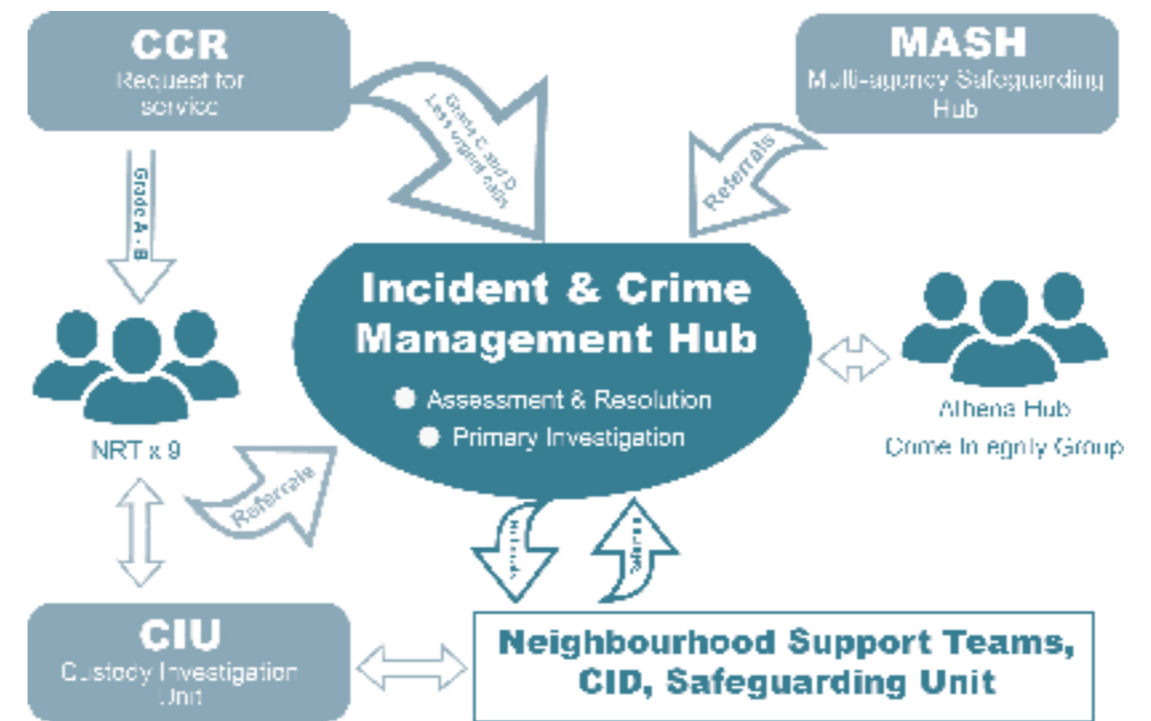 CCR
Request for
service
MASH
Multi-agency Safeguarding
Hub
Grade C and D
Less urgent calls
Referrals
Grade A - B
Incident & Crime
Management Hub
Assessment & Resolution
Primary Investigation
NRT x 9
Athena Hub
Crime Integrity Group
Referrals
Referrals
Referrals
CIU
Custody Investigation
Unit
Neighbourhood Support Teams,
CID, Safeguarding Unit